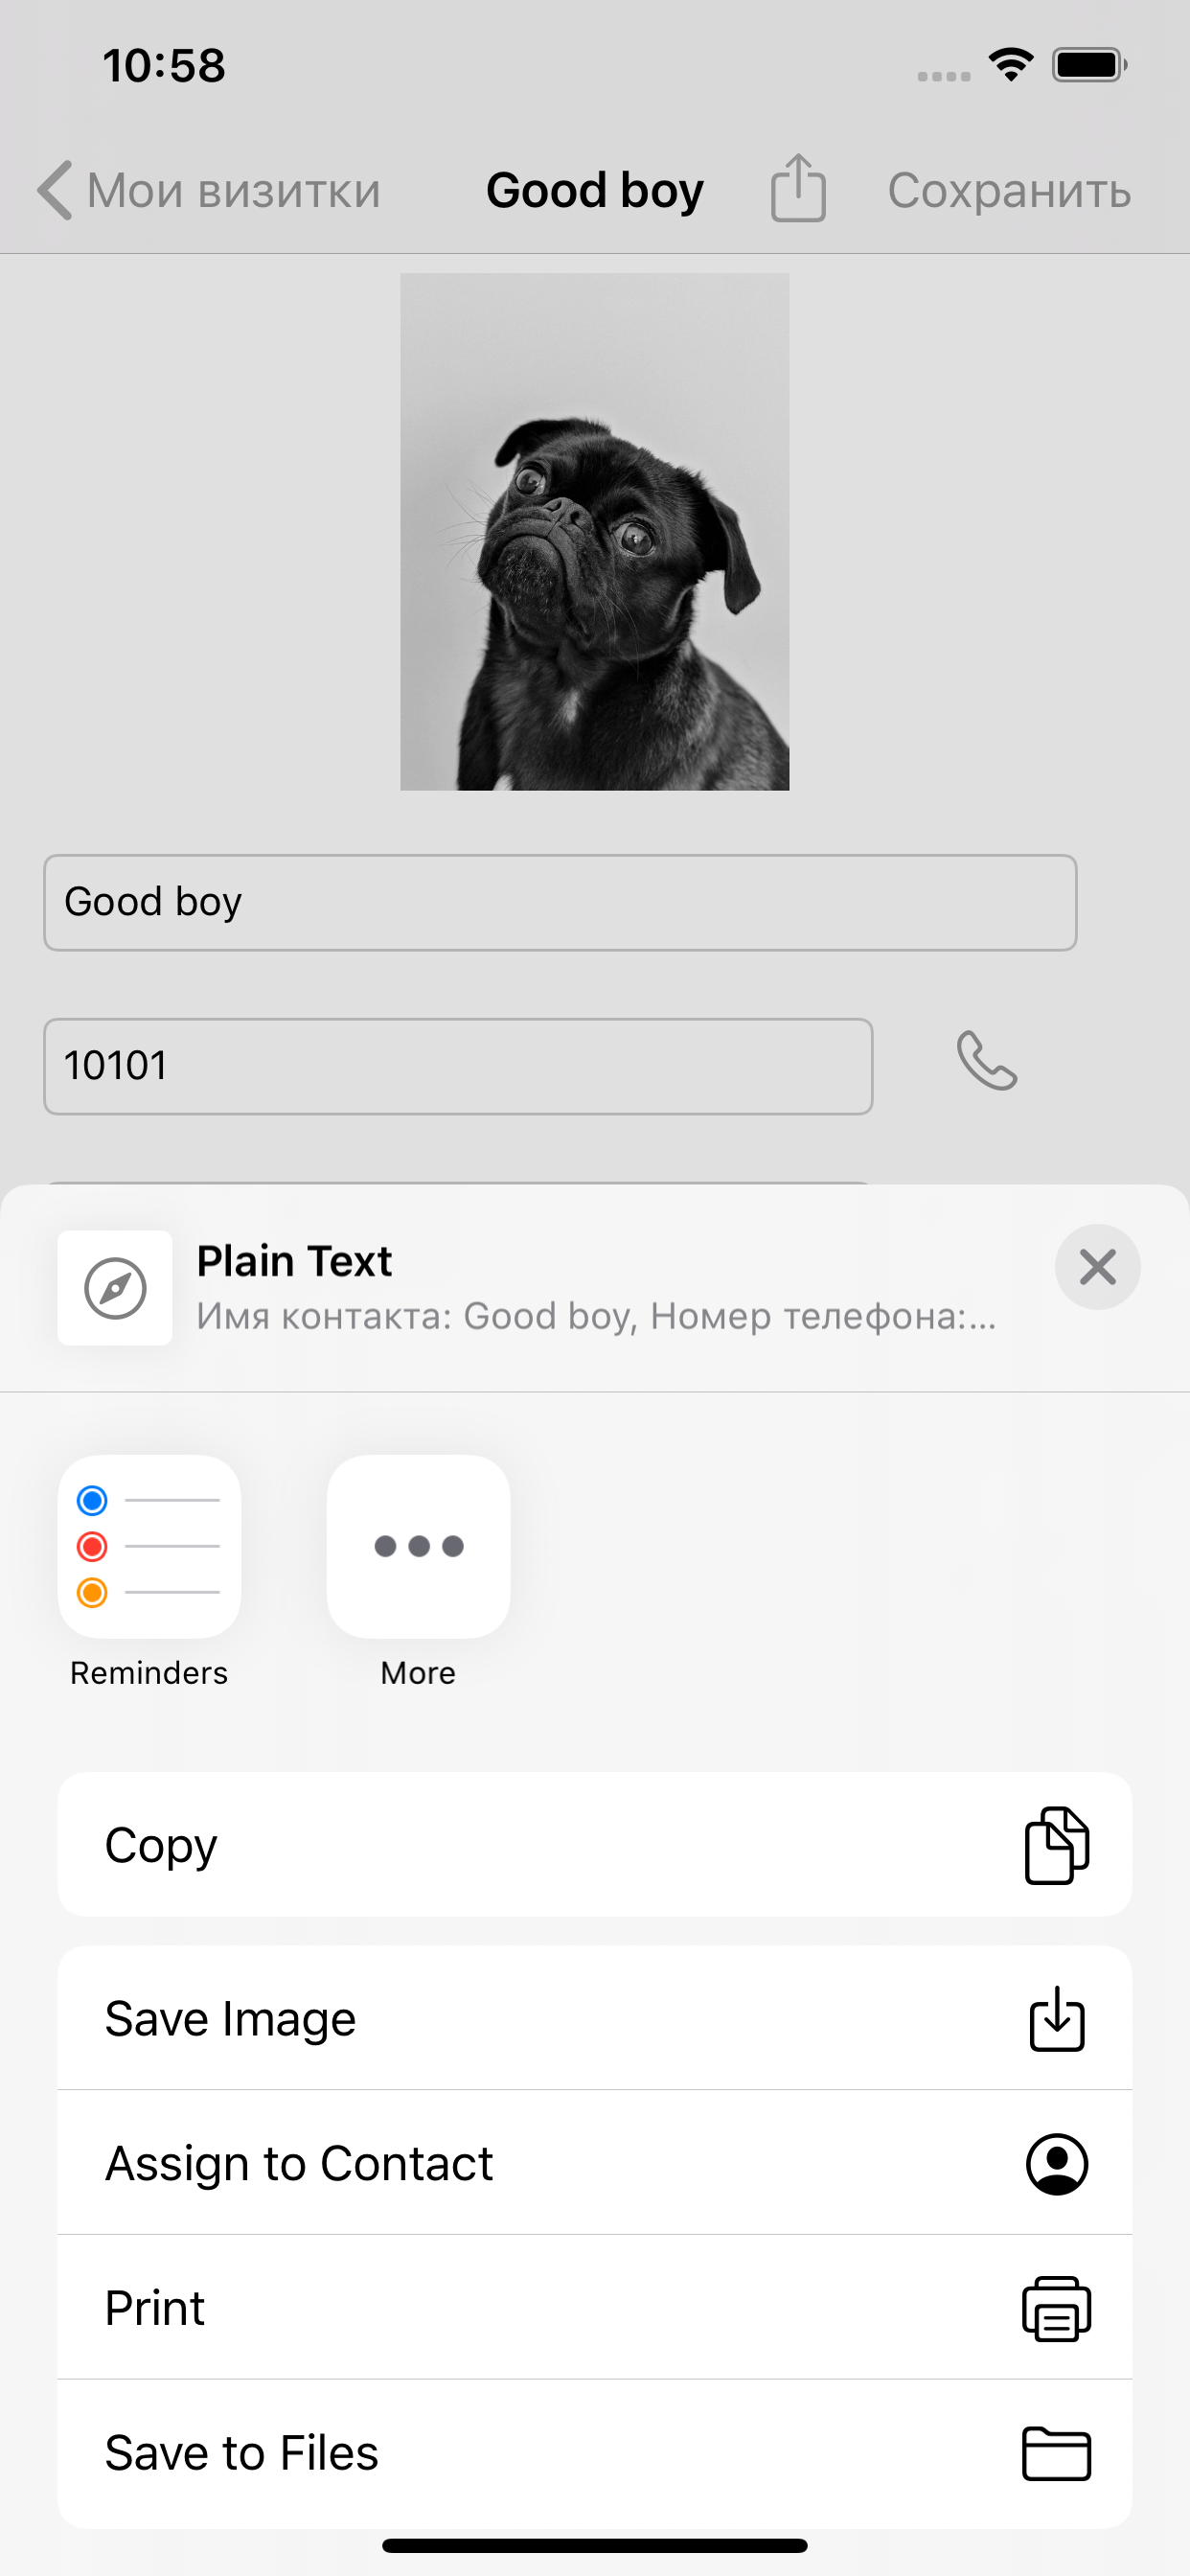 10:58
Мои визитки
Good boy
Сохранить
Good boy
10101
Plain Text
Имя контакта: Good boy, Номер телефона:...
Reminders
More
Copy
Save Image
Assign to Contact
Print
Save to Files